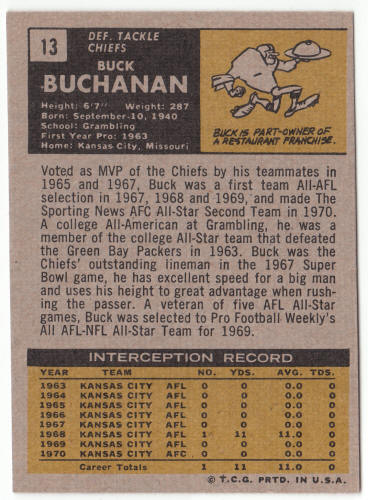 13
DEF. TACKLE
CHIEFS
BUCK
BUCHANAN
Height: 6'7" Weight: 287
Born: September-10, 1940
School: Grambling
First Year Pro: 1963
Home: Kansas City, Missouri
BUCK IS PART-OWNER OF
A RESTAURANT FRANCHISE.
Voted as MVP of the Chiefs by his teammates in
1965 and 1967, Buck was a first team All-AFL
selection in 1967, 1968 and 1969, and made The
Sporting News AFC All-Star Second Team in 1970.
A college All-American at Grambling, he was a
member of the college All-Star team that defeated
the Green Bay Packers in 1963. Buck was the
Chiefs' outstanding lineman in the 1967 Super
Bowl game, he has excellent speed for a big man
and uses his height to great advantage when rush-
ing the passer. A veteran of five AFL All-Star
games, Buck was selected to Pro Football Weekly's
All AFL-NFL All-Star Team for 1969.
INTERCEPTION RECORD
YEAR TEAM NO. YDS. AVG. TDS.
1963 KANSAS CITY AFL 0 0 0.0 0
1964 KANSAS CITY AFL 0 0 0.0 0
1965 KANSAS CITY AFL 0 0 0.0 0
1966 KANSAS CITY AFL 0 0 0.0 0
1967 KANSAS CITY AFL 0 0 0.0 0
1968 KANSAS CITY AFL 1 11 11.0 0
1969 KANSAS CITY AFL 0 0 0.0 0
1970 KANSAS CITY AFC 0 0 0.0 0
Career Totals 1 11 11.0 0
© T.C.G. PRTD. IN U.S.A.